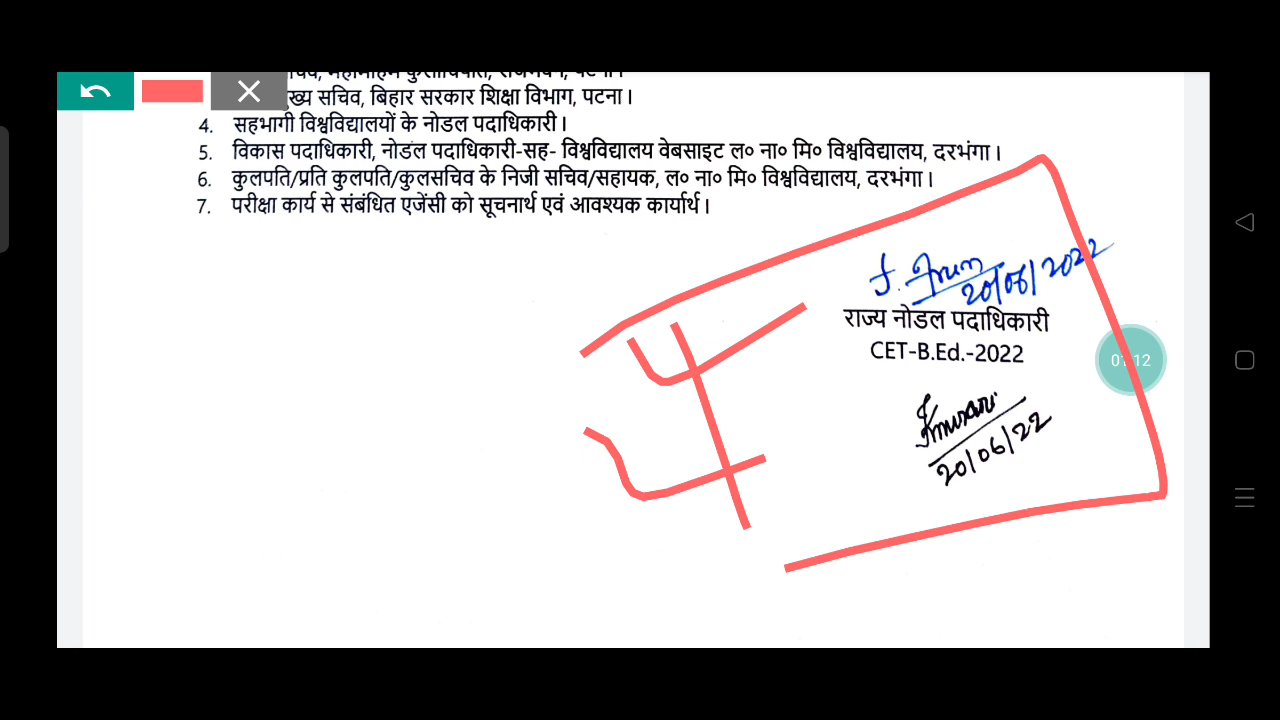 मुख्य सचिव, बिहार सरकार शिक्षा विभाग, पटना।
4. सहभागी विश्वविद्यालयों के नोडल पदाधिकारी।
5. विकास पदाधिकारी, नोडल पदाधिकारी-सह- विश्वविद्यालय वेबसाइट ल० ना० मि० विश्वविद्यालय, दरभंगा।
6. कुलपति/प्रति कुलपति/कुलसचिव के निजी सचिव/सहायक, ल० ना० मि० विश्वविद्यालय, दरभंगा।
7. परीक्षा कार्य से संबंधित एजेंसी को सूचनार्थ एवं आवश्यक कार्यार्थ।
20/06/2022
राज्य नोडल पदाधिकारी
CET-B.Ed.-2022
01:12
20/06/22